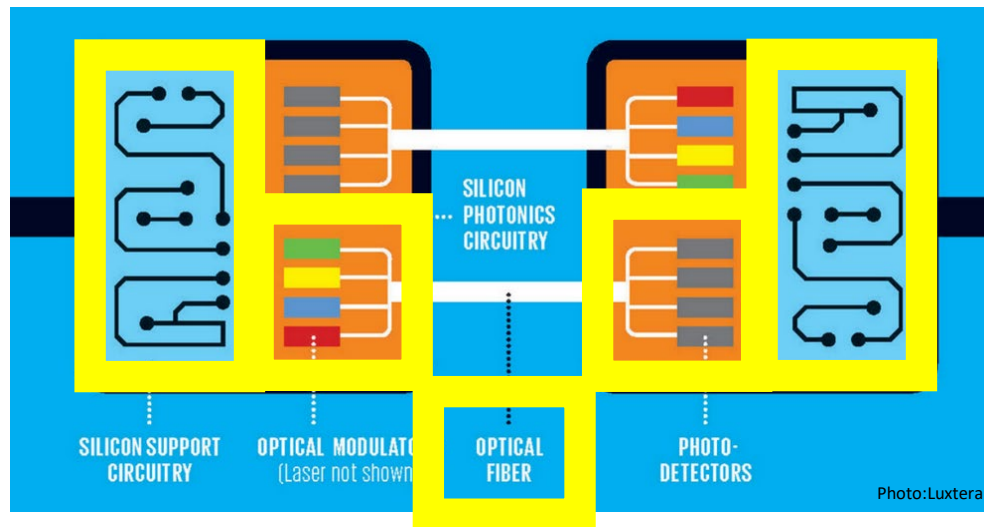 SILICON
PHOTONICS
CIRCUITRY
SILICON SUPPORT
CIRCUITRY
OPTICAL MODULATO
(Laser not shown
OPTICAL
FIBER
PHOTO-
DETECTORS
Photo:Luxtera